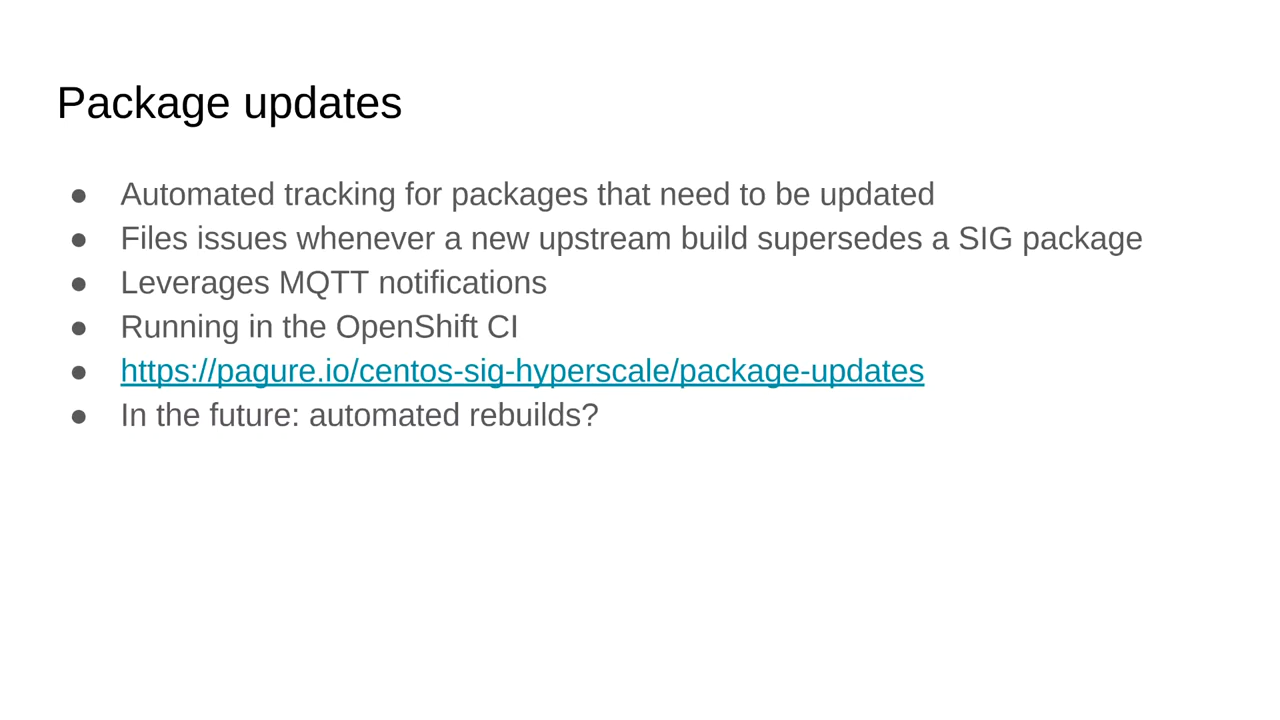 Package updates
● Automated tracking for packages that need to be updated
● Files issues whenever a new upstream build supersedes a SIG package
● Leverages MQTT notifications
● Running in the OpenShift CI
● https://pagure.io/centos-sig-hyperscale/package-updates
● In the future: automated rebuilds?